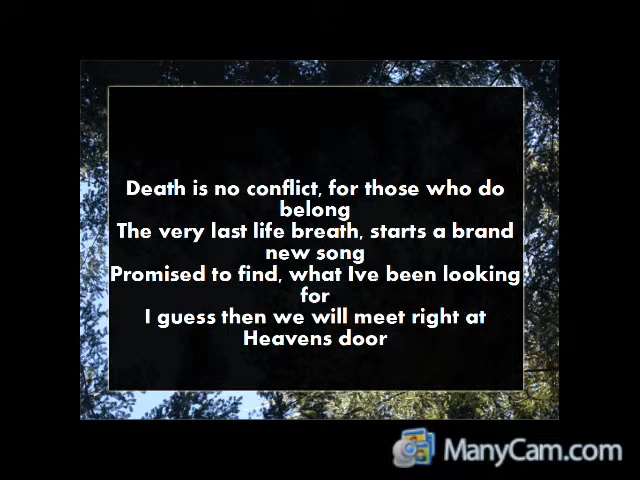 Death is no conflict, for those who do
belong
The very last life breath, starts a brand
new song
Promised to find, what Ive been looking
for
I guess then we will meet right at
Heavens door
ManyCam.com